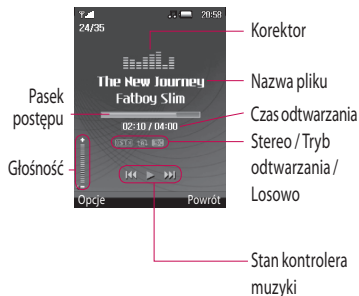 20:58
24/35
Korektor
The New Journey
Nazwa pliku
Fatboy Slim
Pasek
postępu
02:10 / 04:00
Czas odtwarzania
Stereo / Tryb
odtwarzania /
Losowo
Głośność
Opcje
Powrót
Stan kontrolera
muzyki